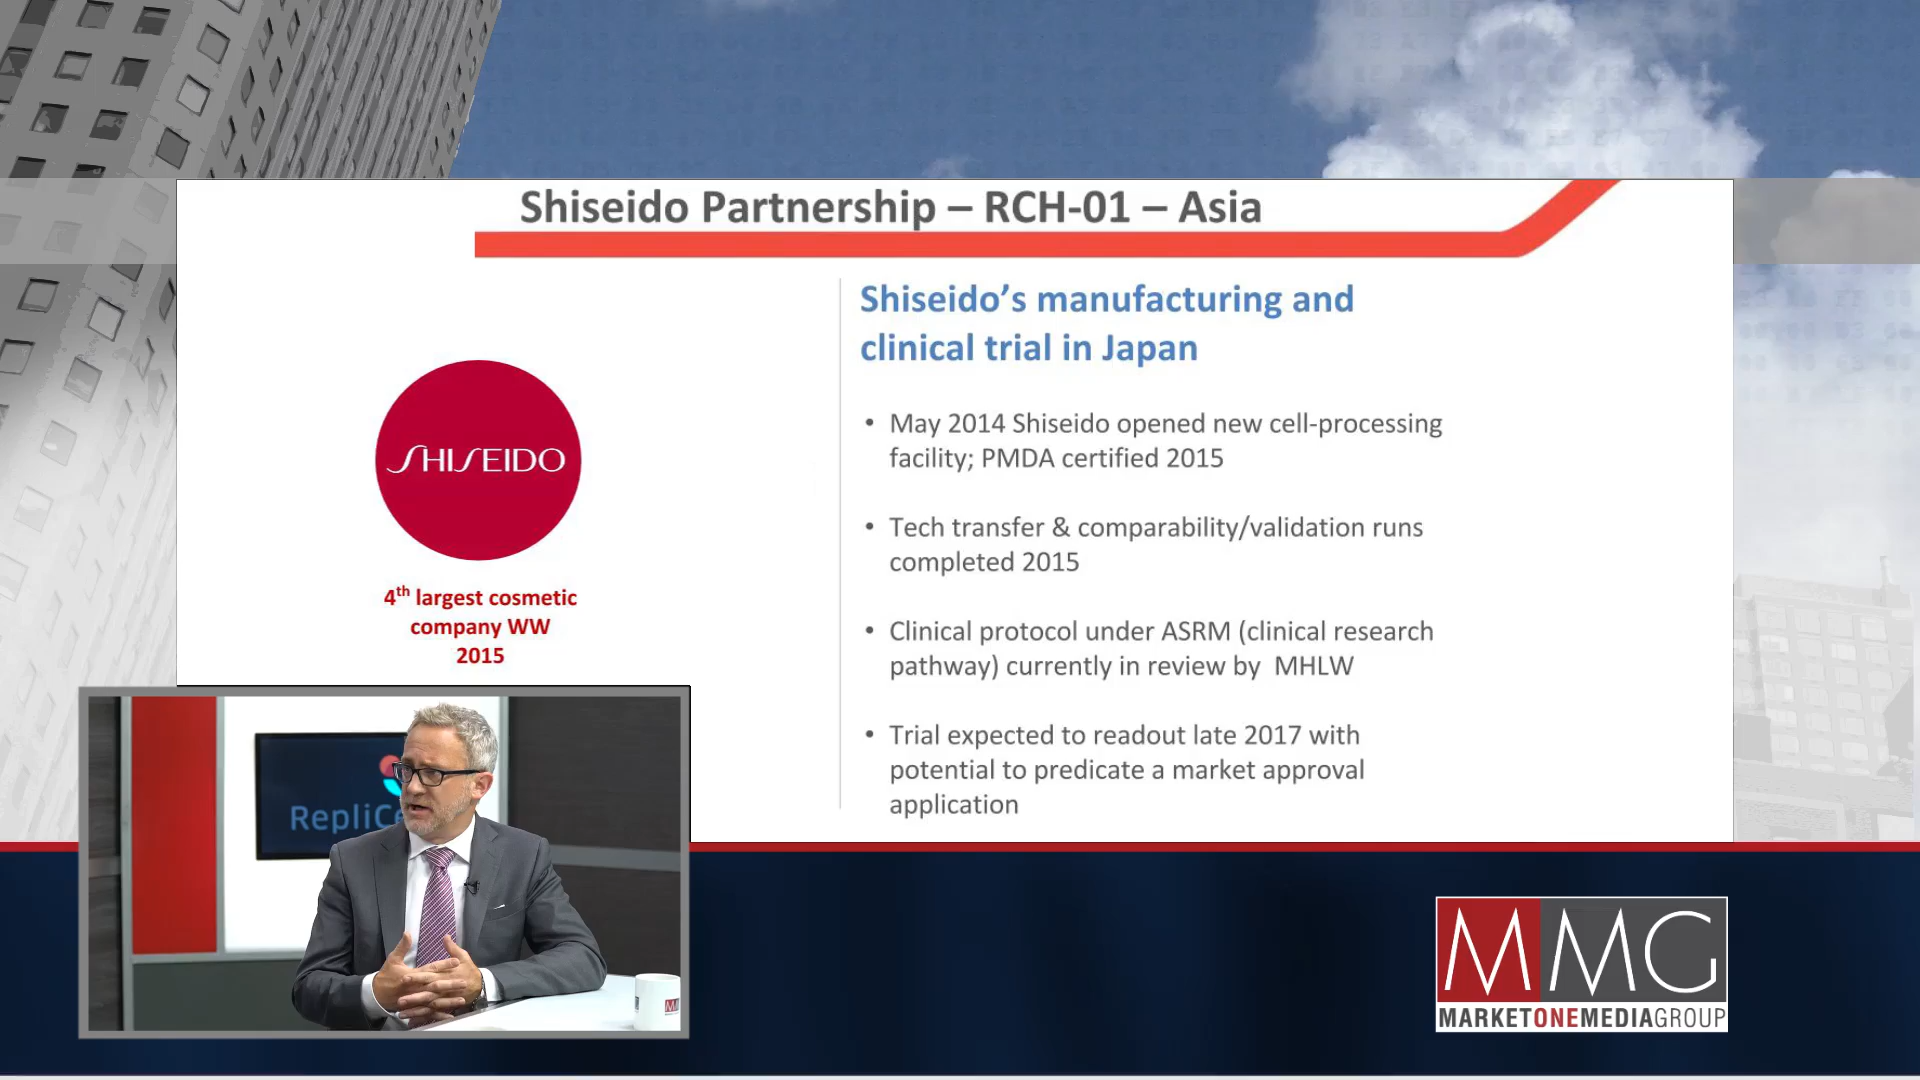 Shiseido Partnership – RCH-01 – Asia
Shiseido’s manufacturing and
clinical trial in Japan
SHISEIDO
4th largest cosmetic
company WW
2015
• May 2014 Shiseido opened new cell-processing
facility; PMDA certified 2015
• Tech transfer & comparability/validation runs
completed 2015
• Clinical protocol under ASRM (clinical research
pathway) currently in review by MHLW
• Trial expected to readout late 2017 with
potential to predicate a market approval
application
MMG
MARKETONEMEDIAGROUP